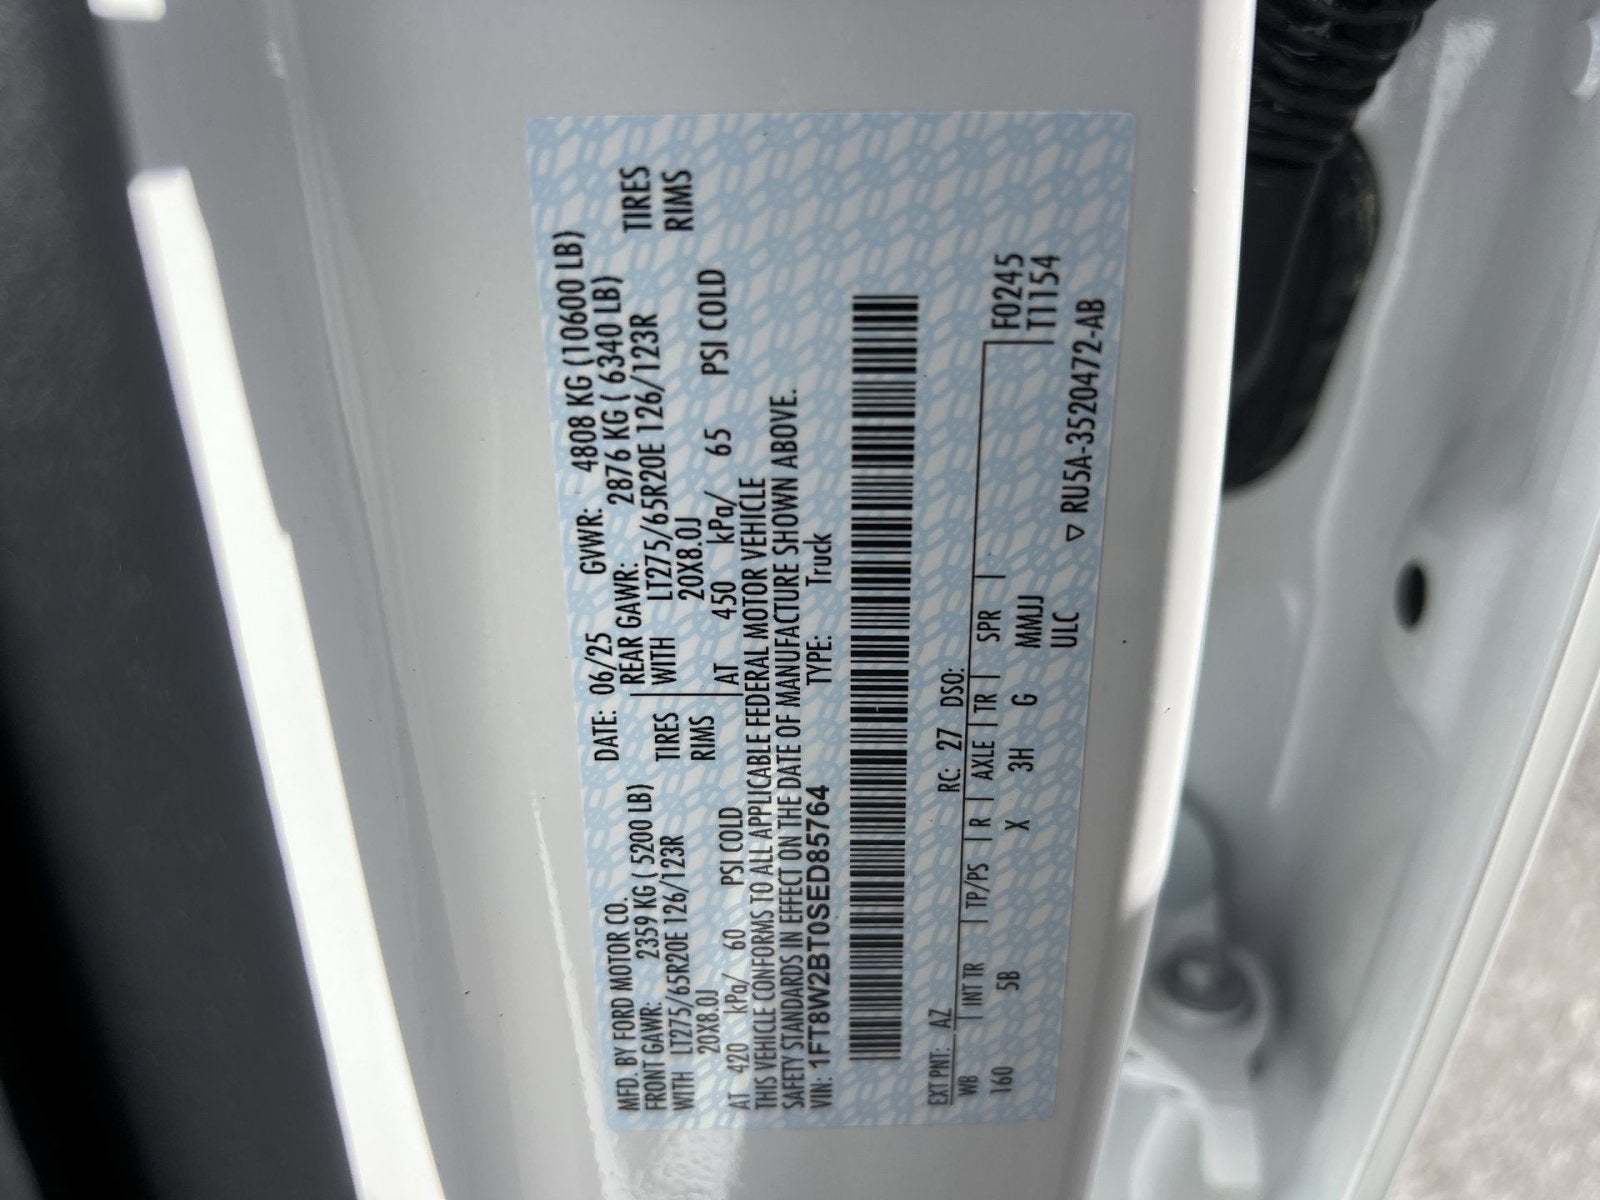 MFD. BY FORD MOTOR CO.
DATE: 06/25 GVWR: 4808 KG (10600 LB)
FRONT GAWR: 2359 KG ( 5200 LB) REAR GAWR: 2876 KG ( 6340 LB)
WITH LT275/65R20E 126/123R TIRES WITH LT275/65R20E 126/123R TIRES
20X8.0J RIMS 20X8.0J RIMS
AT 420 kPa/ 60 PSI COLD AT 450 kPa/ 65 PSI COLD
THIS VEHICLE CONFORMS TO ALL APPLICABLE FEDERAL MOTOR VEHICLE
SAFETY STANDARDS IN EFFECT ON THE DATE OF MANUFACTURE SHOWN ABOVE.
VIN: 1FT8W2BT0SED85764 TYPE: Truck
F0245
T1154
EXT PNT: AZ RC: 27 DSO:
WB INT TR TP/PS R AXLE TR SPR
160 5B X 3H G MMJJ
ULC ▽ RU5A-3520472-AB